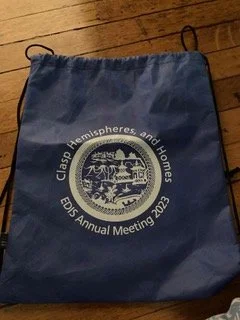 Clasp Hemispheres, and Homes
EDIS Annual Meeting 2023